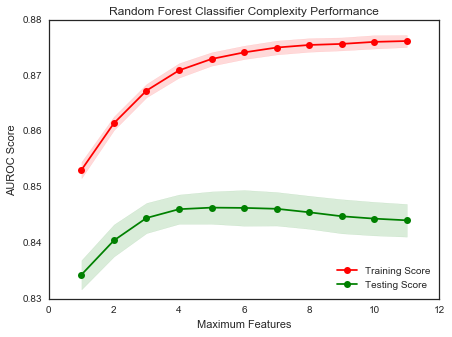 Random Forest Classifier Complexity Performance
0.88
0.87
0.86
0.85
0.84
0.83
AUROC Score
0 2 4 6 8 10 12
Maximum Features
Training Score
Testing Score